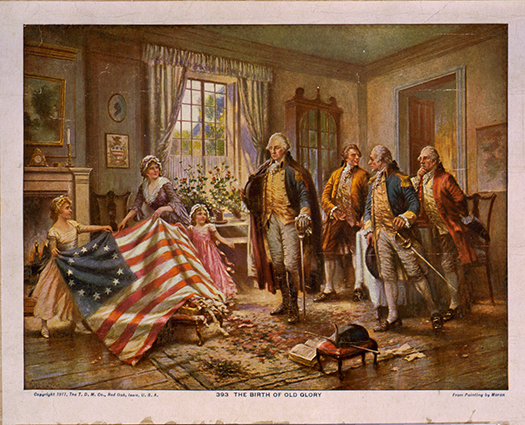 Copyright 1917, The T. D. M. Co., Red Oak, Iowa, U. S. A.
393 THE BIRTH OF OLD GLORY
From Painting by Moran